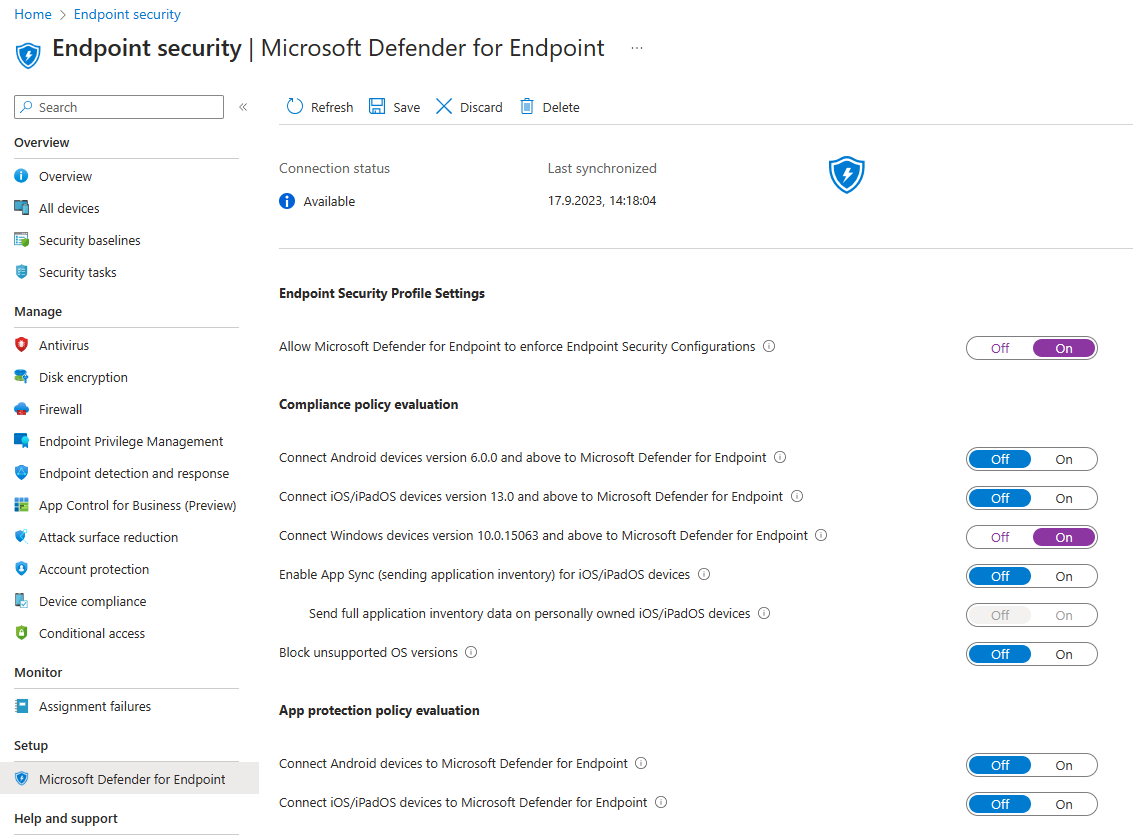 Home > Endpoint security
Endpoint security | Microsoft Defender for Endpoint ...
Search «
Overview
Overview
All devices
Security baselines
Security tasks
Manage
Antivirus
Disk encryption
Firewall
Endpoint Privilege Management
Endpoint detection and response
App Control for Business (Preview)
Attack surface reduction
Account protection
Device compliance
Conditional access
Monitor
Assignment failures
Setup
Microsoft Defender for Endpoint
Help and support
Refresh Save Discard Delete
Connection status Last synchronized
Available 17.9.2023, 14:18:04
Endpoint Security Profile Settings
Allow Microsoft Defender for Endpoint to enforce Endpoint Security Configurations Off On
Compliance policy evaluation
Connect Android devices version 6.0.0 and above to Microsoft Defender for Endpoint Off On
Connect iOS/iPadOS devices version 13.0 and above to Microsoft Defender for Endpoint Off On
Connect Windows devices version 10.0.15063 and above to Microsoft Defender for Endpoint Off On
Enable App Sync (sending application inventory) for iOS/iPadOS devices Off On
Send full application inventory data on personally owned iOS/iPadOS devices Off On
Block unsupported OS versions Off On
App protection policy evaluation
Connect Android devices to Microsoft Defender for Endpoint Off On
Connect iOS/iPadOS devices to Microsoft Defender for Endpoint Off On